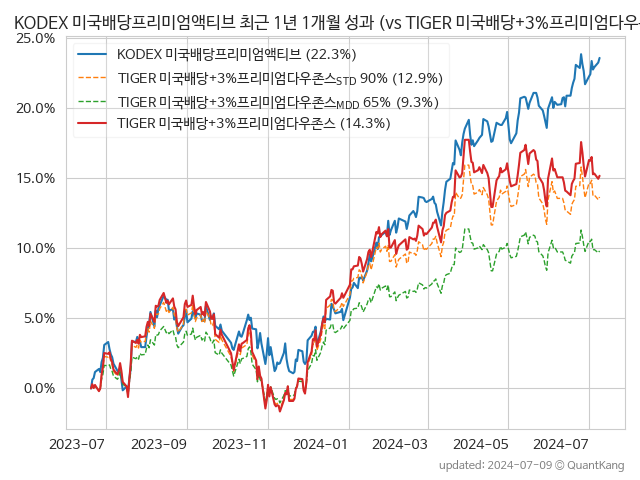 KODEX 미국배당프리미엄액티브 최근 1년 1개월 성과 (vs TIGER 미국배당+3%프리미엄다우
25.0%
20.0%
15.0%
10.0%
5.0%
0.0%
KODEX 미국배당프리미엄액티브 (22.3%)
TIGER 미국배당+3%프리미엄다우존스STD 90% (12.9%)
TIGER 미국배당+3%프리미엄다우존스MDD 65% (9.3%)
TIGER 미국배당+3%프리미엄다우존스 (14.3%)
2023-07 2023-09 2023-11 2024-01 2024-03 2024-05 2024-07
updated: 2024-07-09 © QuantKang